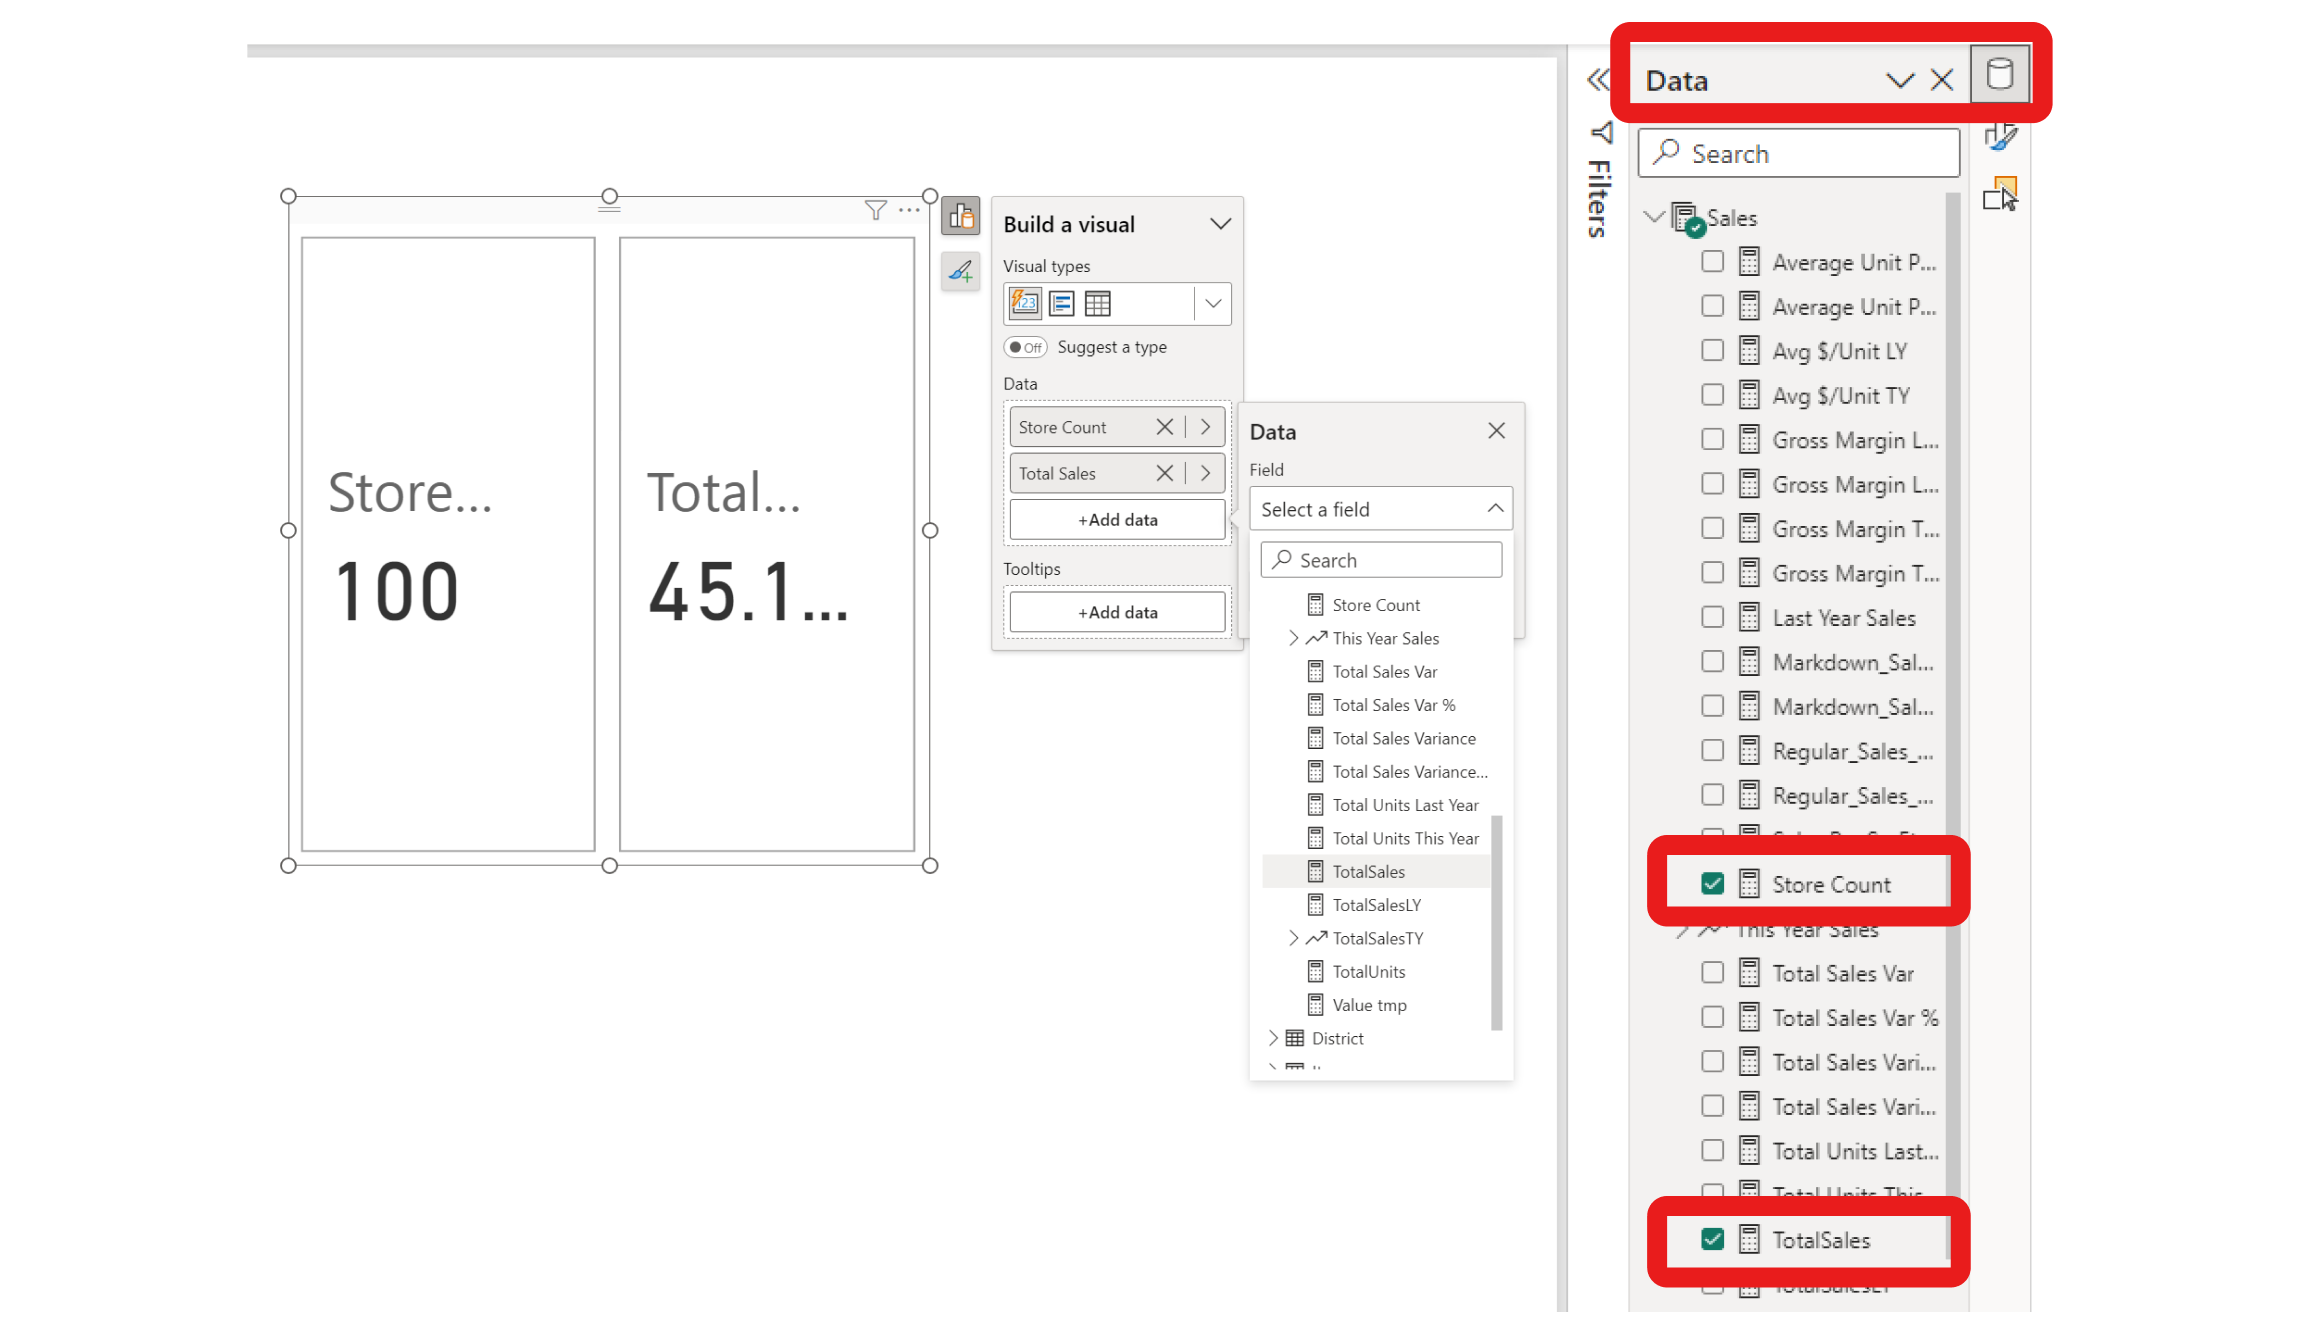 Store...
100
Total...
45.1...
Build a visual
Visual types
123
Off
Suggest a type
Data
Store Count
Total Sales
+Add data
Tooltips
+Add data
Data
Field
Select a field
Search
Store Count
This Year Sales
Total Sales Var
Total Sales Var %
Total Sales Variance
Total Sales Variance...
Total Units Last Year
Total Units This Year
TotalSales
TotalSalesLY
TotalSalesTY
TotalUnits
Value tmp
District
Filters
Data
Search
Sales
Average Unit P...
Average Unit P...
Avg $/Unit LY
Avg $/Unit TY
Gross Margin L...
Gross Margin L...
Gross Margin T...
Gross Margin T...
Last Year Sales
Markdown_Sal...
Markdown_Sal...
Regular_Sales_...
Regular_Sales_...
Store Count
This Year Sales
Total Sales Var
Total Sales Var %
Total Sales Vari...
Total Sales Vari...
Total Units Last...
Total Units This
TotalSales
TotalSalesLY